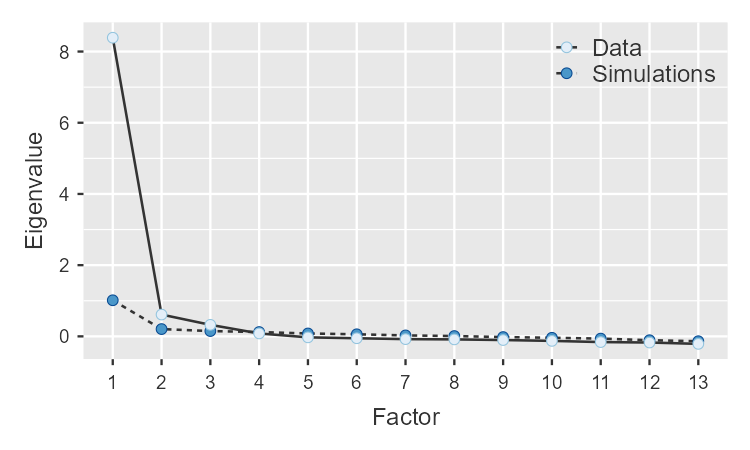 Data
Simulations
Eigenvalue
8
6
4
2
0
1 2 3 4 5 6 7 8 9 10 11 12 13
Factor